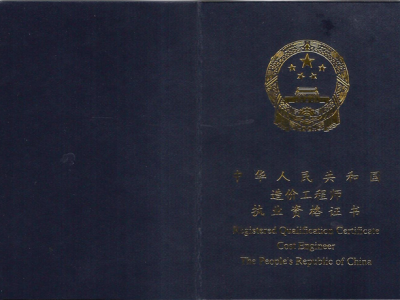 中华人民共和国
造价工程师
执业资格证书
Registered Qualification Certificate
Cost Engineer
The People's Republic of China